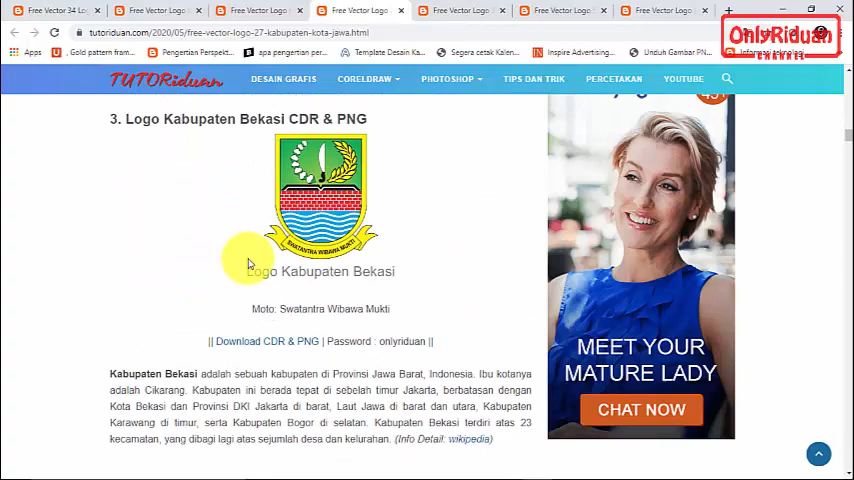 Free Vector 34 Lo
Free Vector Logo
Free Vector Logo
Free Vector Logo
Free Vector Logo
Free Vector Logo
Free Vector Logo
tutoriduan.com/2020/05/free-vector-logo-27-kabupaten-kota-jawa.html
OnlyRiduan
CHANNEL
Apps
,Gold pattern fram...
Pengertian Perspekt...
apa pengertian per...
Template Desain Ka...
Segera cetak Kalen...
Inspire Advertising...
Unduh Gambar PN...
Informasi teknologi
TUTORiduan
DESAIN GRAFIS
CORELDRAW
PHOTOSHOP
TIPS DAN TRIK
PERCETAKAN
YOUTUBE
3. Logo Kabupaten Bekasi CDR & PNG
SWATANTRA WIBAWA MUKTI
Logo Kabupaten Bekasi
Moto: Swatantra Wibawa Mukti
|| Download CDR & PNG | Password : onlyriduan ||
Kabupaten Bekasi adalah sebuah kabupaten di Provinsi Jawa Barat, Indonesia. Ibu kotanya
adalah Cikarang. Kabupaten ini berada tepat di sebelah timur Jakarta, berbatasan dengan
Kota Bekasi dan Provinsi DKI Jakarta di barat, Laut Jawa di barat dan utara, Kabupaten
Karawang di timur, serta Kabupaten Bogor di selatan. Kabupaten Bekasi terdiri atas 23
kecamatan, yang dibagi lagi atas sejumlah desa dan kelurahan. (Info Detail: wikipedia)
MEET YOUR
MATURE LADY
CHAT NOW